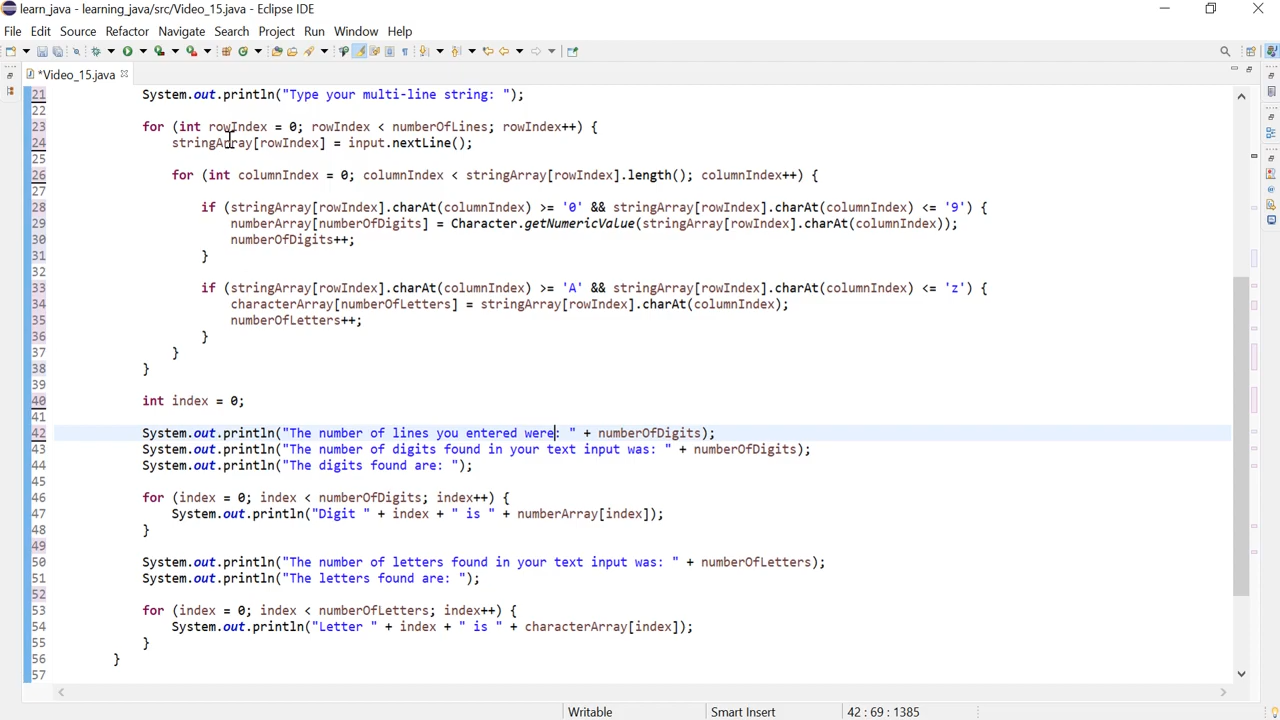 learn_java - learning_java/src/Video_15.java - Eclipse IDE
File Edit Source Refactor Navigate Search Project Run Window Help
*Video_15.java
21 System.out.println("Type your multi-line string: ");
22
23 for (int rowIndex = 0; rowIndex < numberOfLines; rowIndex++) {
24 stringArray[rowIndex] = input.nextLine();
25
26 for (int columnIndex = 0; columnIndex < stringArray[rowIndex].length(); columnIndex++) {
27
28 if (stringArray[rowIndex].charAt(columnIndex) >= '0' && stringArray[rowIndex].charAt(columnIndex) <= '9') {
29 numberArray[numberOfDigits] = Character.getNumericValue(stringArray[rowIndex].charAt(columnIndex));
30 numberOfDigits++;
31 }
32
33 if (stringArray[rowIndex].charAt(columnIndex) >= 'A' && stringArray[rowIndex].charAt(columnIndex) <= 'z') {
34 characterArray[numberOfLetters] = stringArray[rowIndex].charAt(columnIndex);
35 numberOfLetters++;
36 }
37 }
38 }
39
40 int index = 0;
41
42 System.out.println("The number of lines you entered were: " + numberOfDigits);
43 System.out.println("The number of digits found in your text input was: " + numberOfDigits);
44 System.out.println("The digits found are: ");
45
46 for (index = 0; index < numberOfDigits; index++) {
47 System.out.println("Digit " + index + " is " + numberArray[index]);
48 }
49
50 System.out.println("The number of letters found in your text input was: " + numberOfLetters);
51 System.out.println("The letters found are: ");
52
53 for (index = 0; index < numberOfLetters; index++) {
54 System.out.println("Letter " + index + " is " + characterArray[index]);
55 }
56 }
57
Writable Smart Insert 42 : 69 : 1385